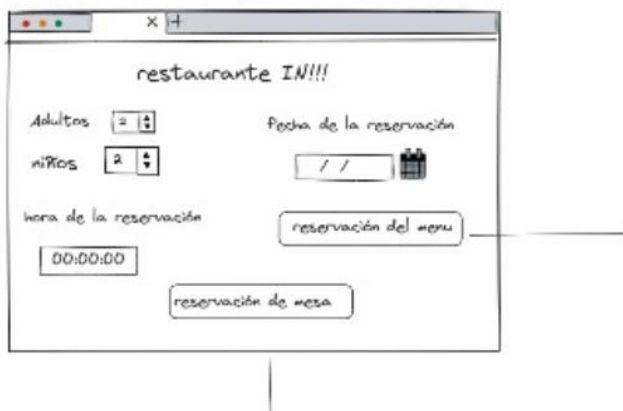 restaurante IN!!!
Adultos 2
niños 2
fecha de la reservación
/ /
hora de la reservación
00:00:00
reservación del menu
reservación de mesa